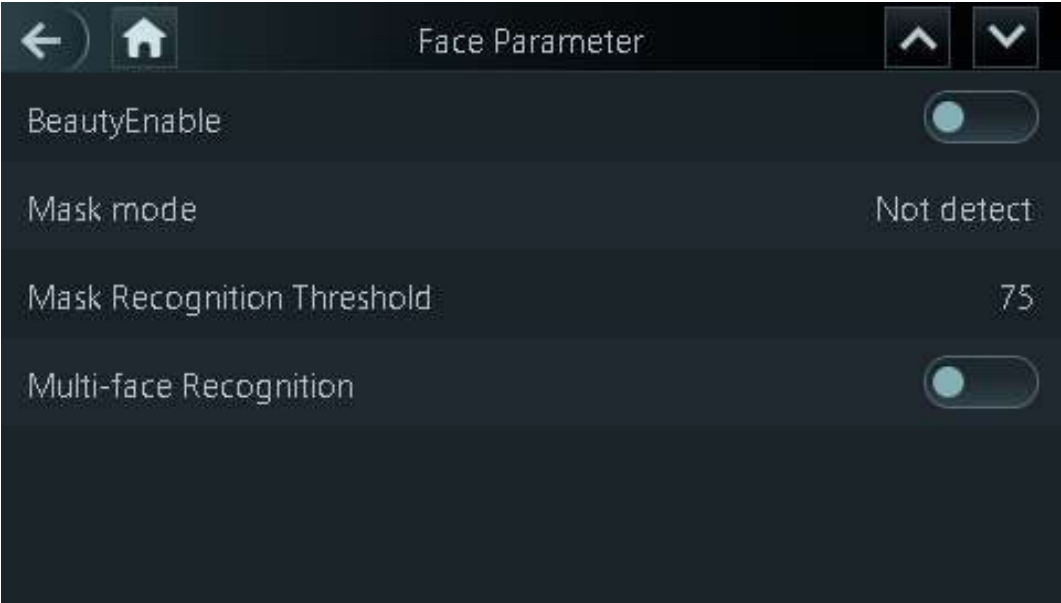 Face Parameter
BeautyEnable
Mask mode Not detect
Mask Recognition Threshold 75
Multi-face Recognition